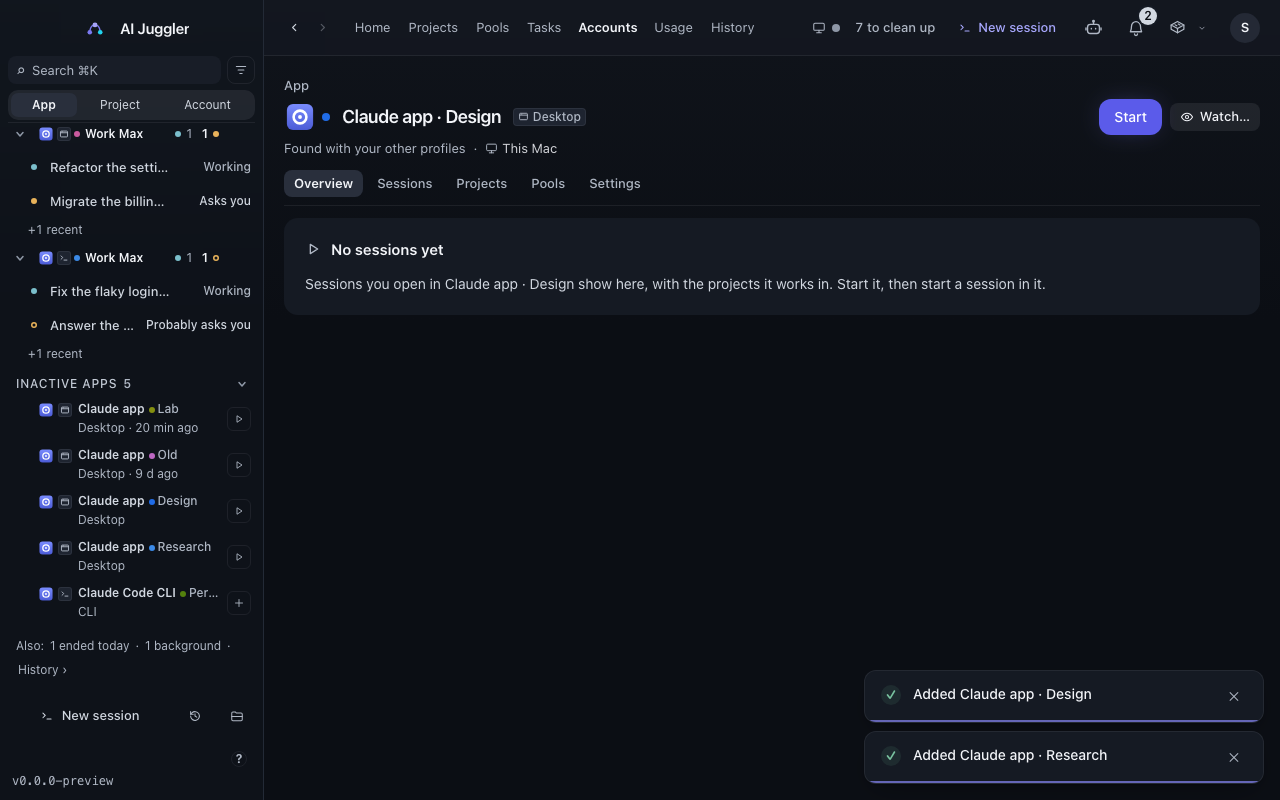 AI Juggler
Search ⌘K
App Project Account
Work Max 1 1
Refactor the setti... Working
Migrate the billin... Asks you
+1 recent
Work Max 1 1
Fix the flaky login... Working
Answer the ... Probably asks you
+1 recent
INACTIVE APPS 5
Claude app Lab
Desktop · 20 min ago
Claude app Old
Desktop · 9 d ago
Claude app Design
Desktop
Claude app Research
Desktop
Claude Code CLI Per...
CLI
Also: 1 ended today · 1 background ·
History ›
New session
?
v0.0.0-preview
Home Projects Pools Tasks Accounts Usage History
7 to clean up
New session
2
S
App
Claude app · Design Desktop
Start Watch...
Found with your other profiles · This Mac
Overview Sessions Projects Pools Settings
No sessions yet
Sessions you open in Claude app · Design show here, with the projects it works in. Start it, then start a session in it.
Added Claude app · Design
Added Claude app · Research